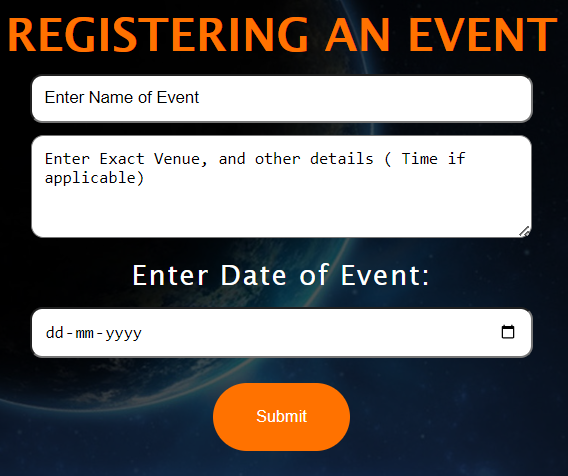 REGISTERING AN EVENT
Enter Name of Event
Enter Exact Venue, and other details ( Time if
applicable)
Enter Date of Event:
dd-mm-yyyy
Submit